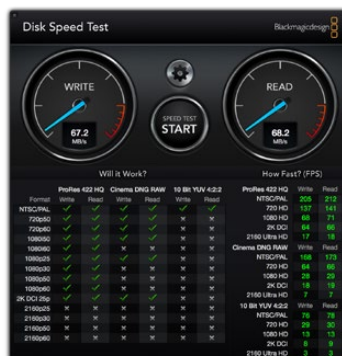 Disk Speed Test
Blackmagicdesign
WRITE
67.2
MB/s
SPEED TEST
START
READ
68.2
MB/s
Will it Work?
ProRes 422 HQ Cinema DNG RAW 10 Bit YUV 4:2:2
Format Write Read Write Read Write Read
NTSC/PAL
720p50
720p60
1080i50
1080i60
1080p25
1080p30
1080p50
1080p60
2K DCI 25p
2160p25
2160p30
2160p50
2160p60
How Fast? (FPS)
ProRes 422 HQ Write Read
NTSC/PAL 205 212
720 HD 137 141
1080 HD 68 71
2K DCI 64 66
2160 Ultra HD 17 18
Cinema DNG RAW Write Read
NTSC/PAL 168 173
720 HD 64 66
1080 HD 28 29
2K DCI 18 19
2160 Ultra HD 7 7
10 Bit YUV 4:2:2 Write Read
NTSC/PAL 76 78
720 HD 29 30
1080 HD 13 13
2K DCI 8 9
2160 Ultra HD 3 3